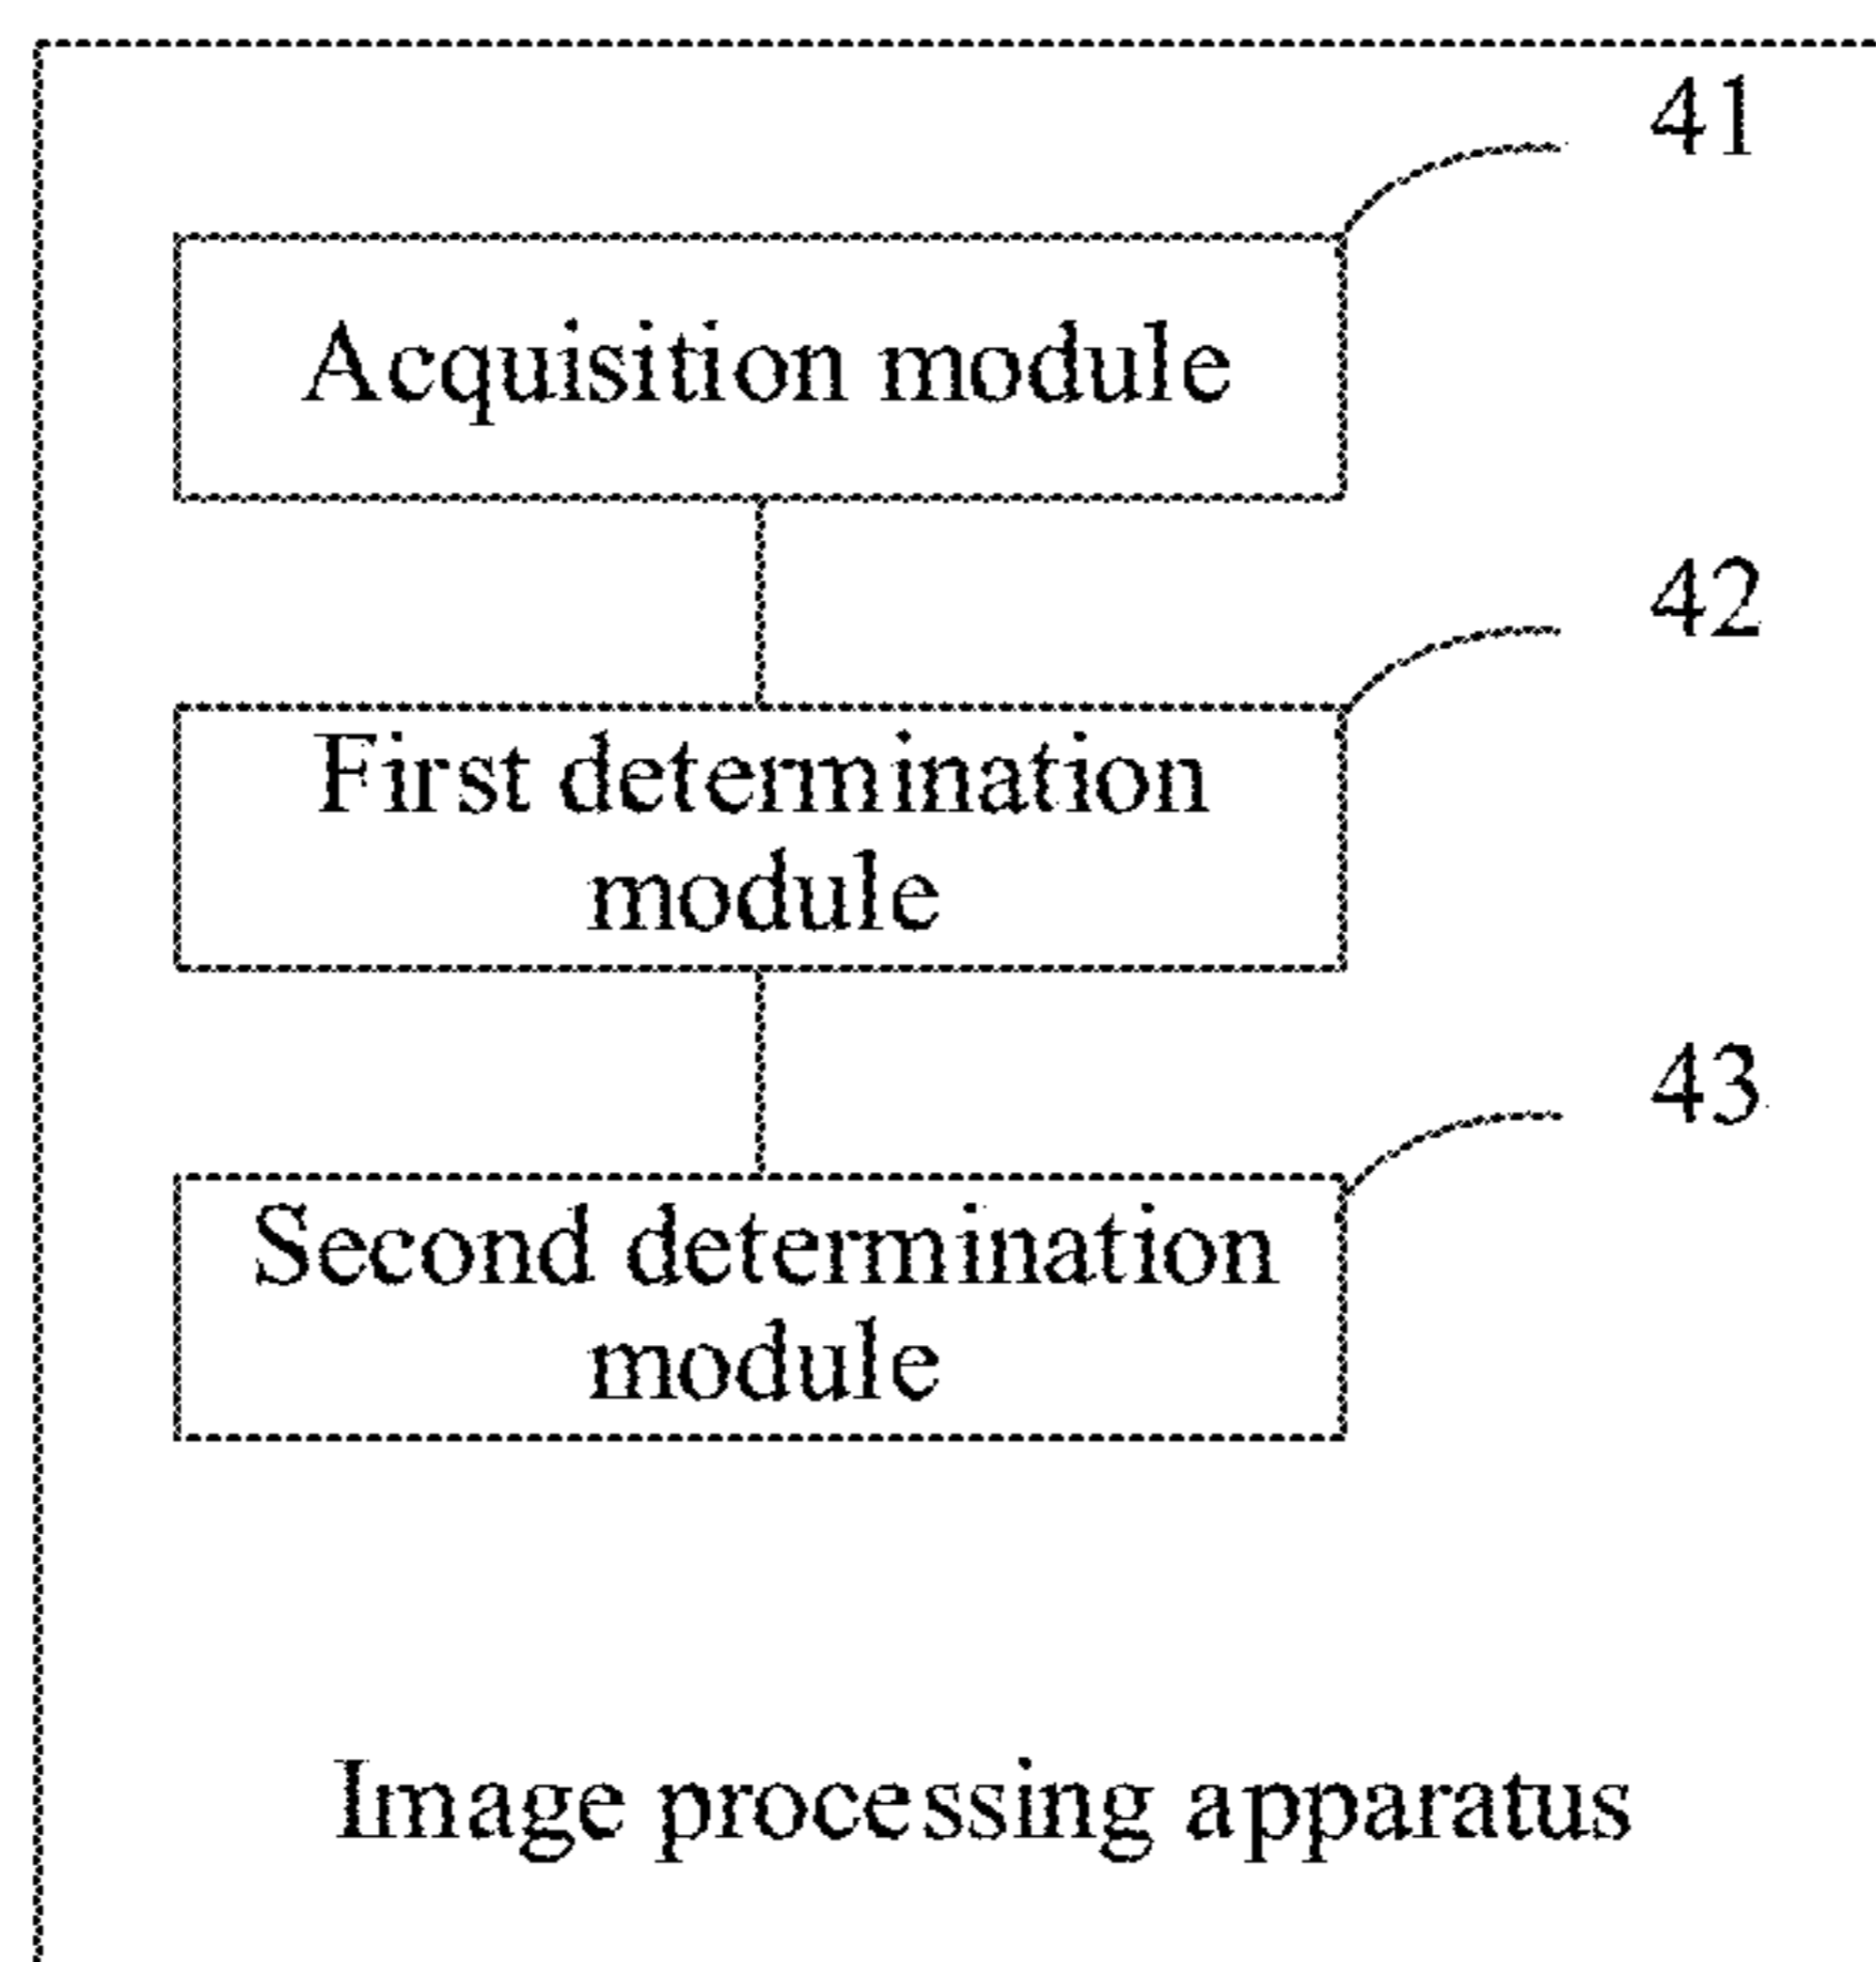 41
Acquisition module
42
First determination
module
43
Second determination
module
Image processing apparatus